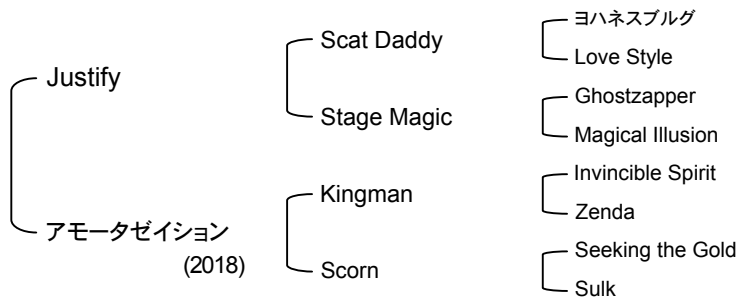 Justify
アモータゼイション
(2018)
Scat Daddy
Stage Magic
Kingman
Scorn
ヨハネスブルグ
Love Style
Ghostzapper
Magical Illusion
Invincible Spirit
Zenda
Seeking the Gold
Sulk